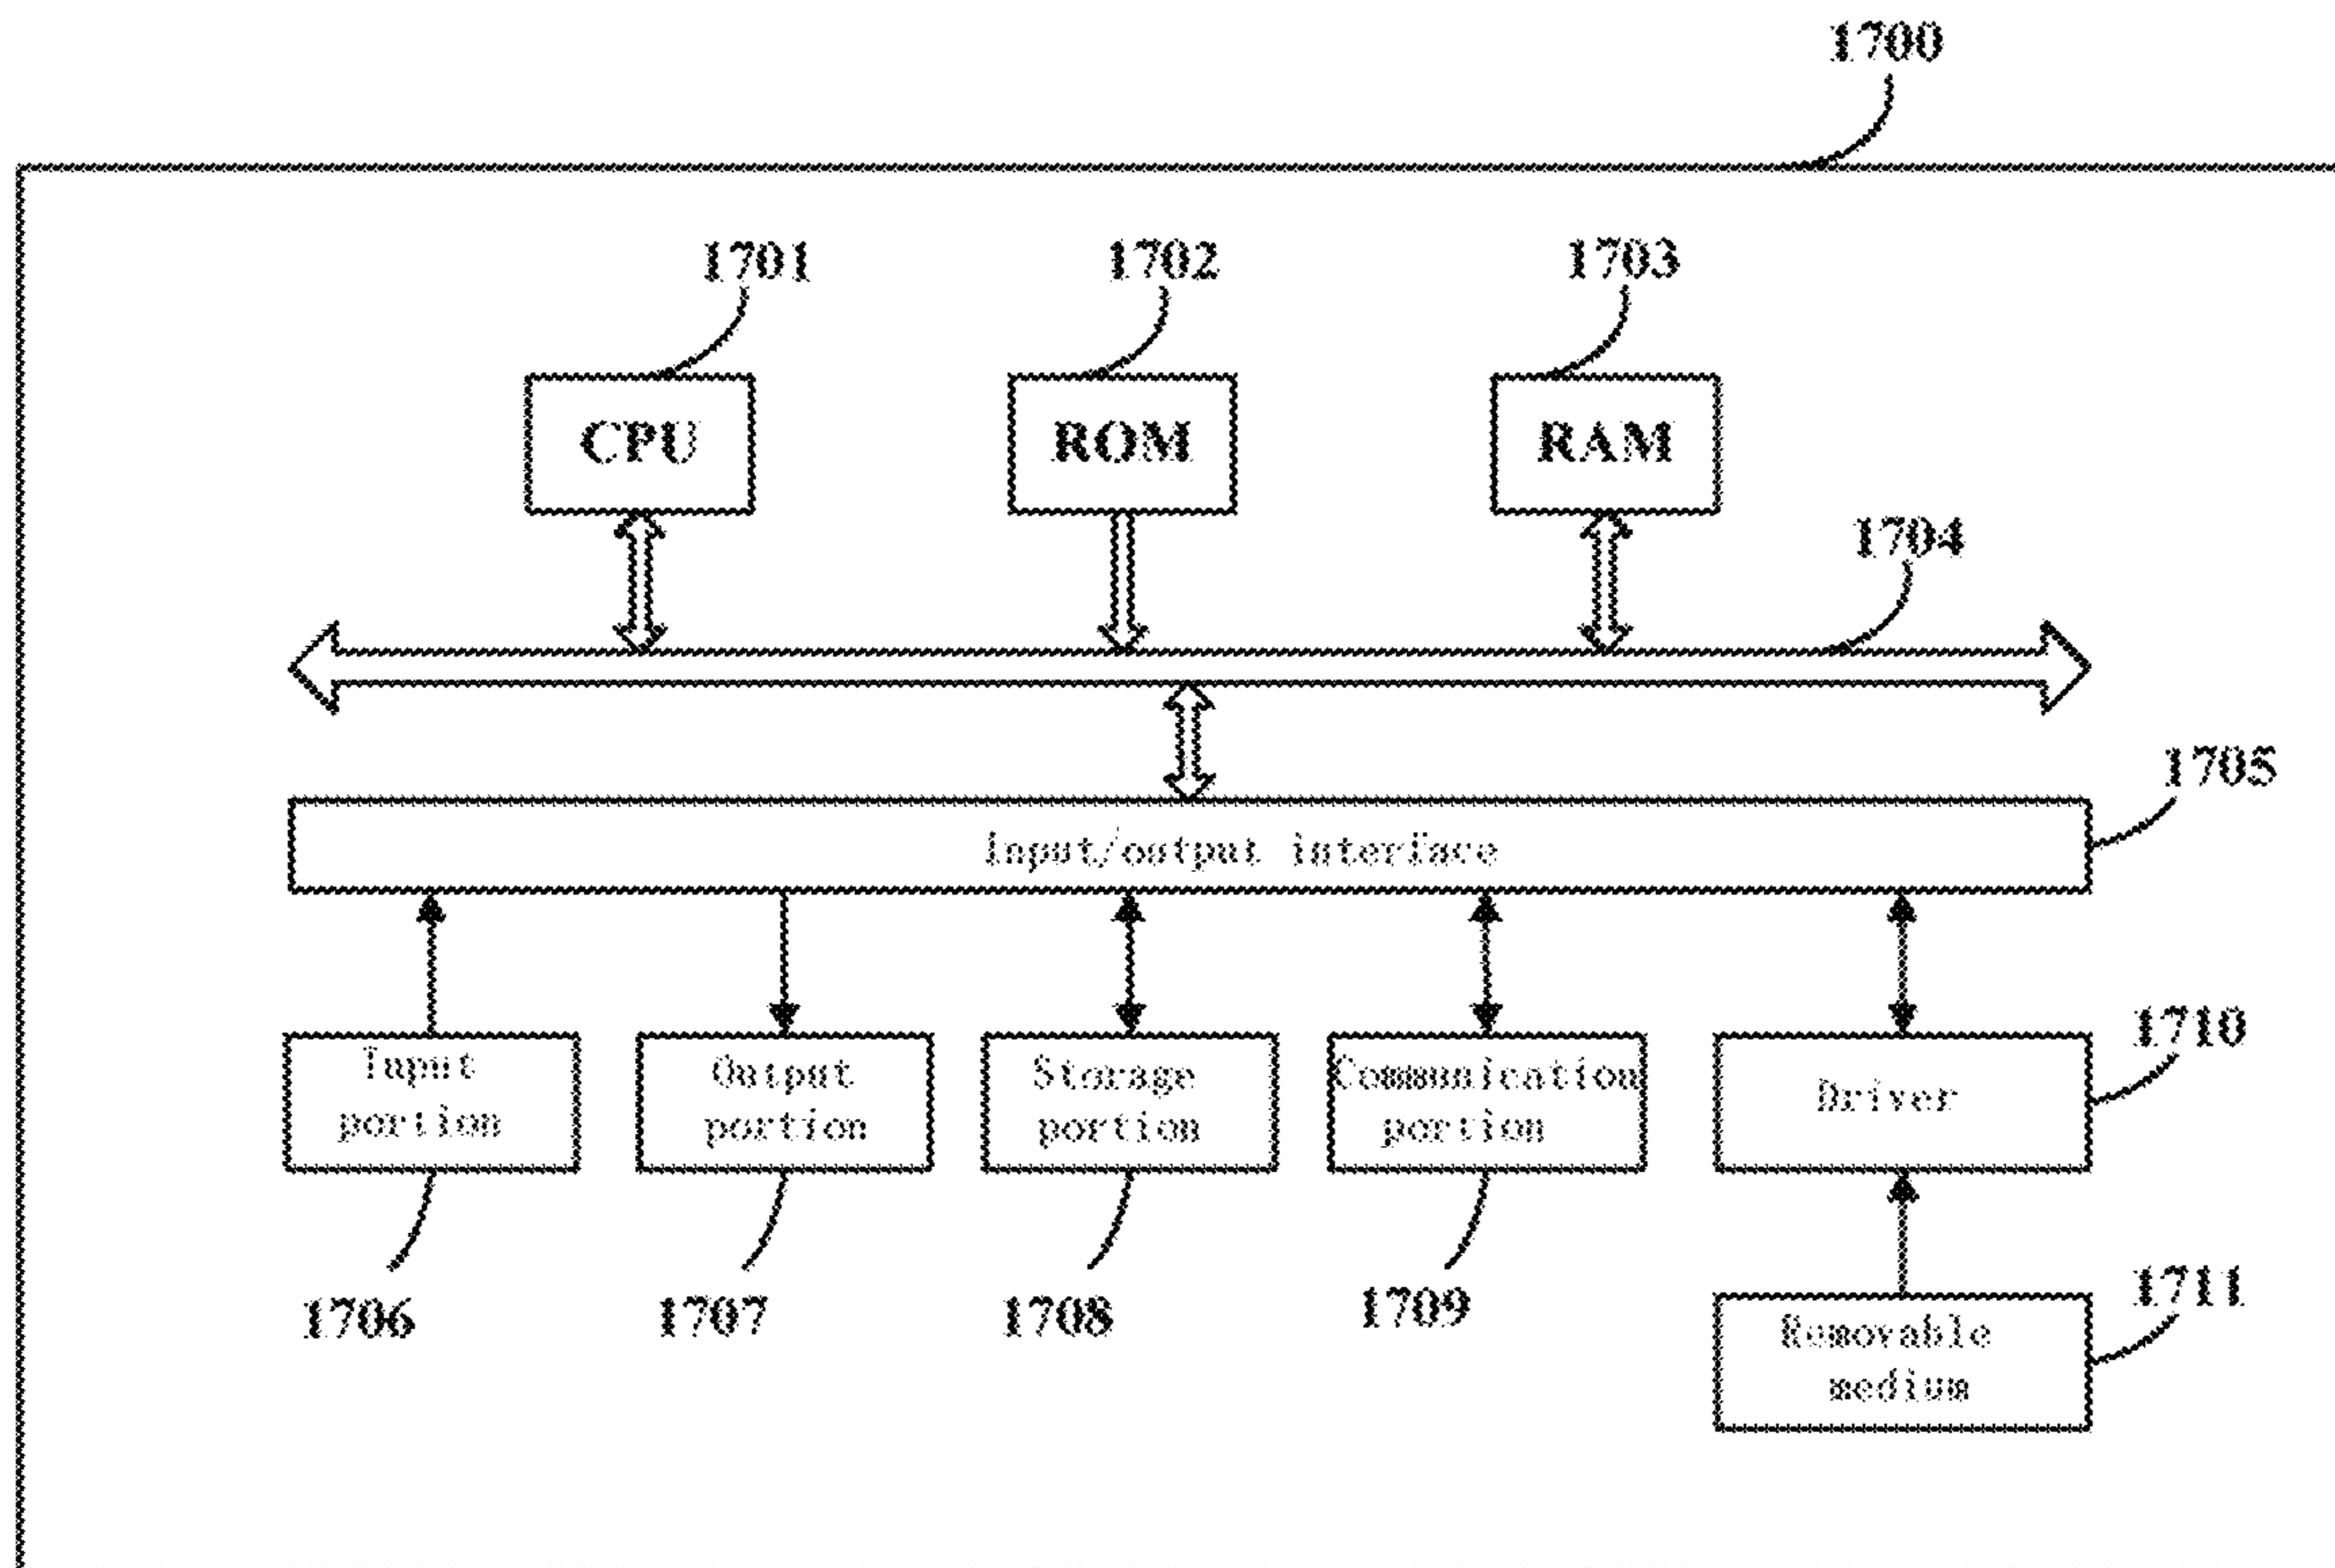 1700
1701
1702
1703
CPU
ROM
RAM
1704
1705
Input/output interface
1710
Input
portion
Output
portion
Storage
portion
Communication
portion
Driver
1706
1707
1708
1709
1711
Removable
medium